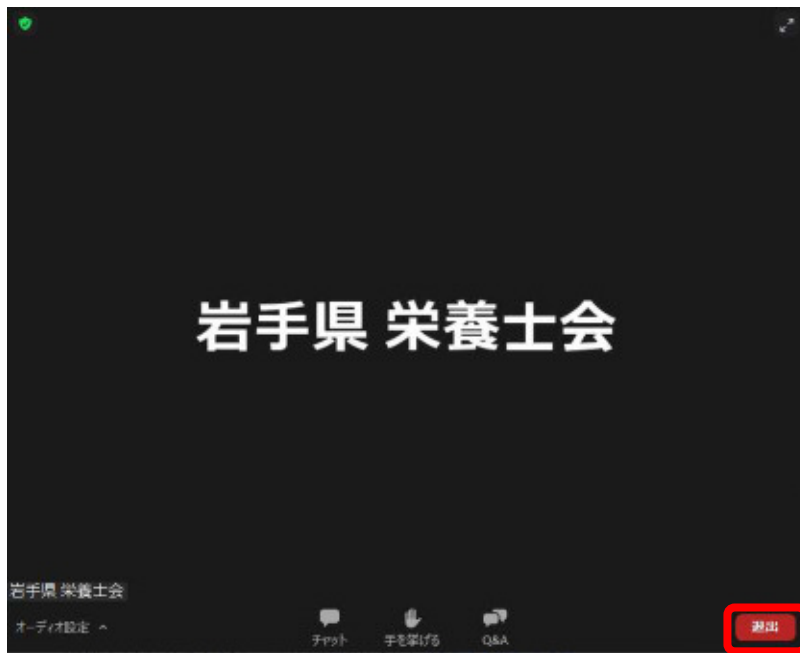 岩手県 栄養士会
岩手県 栄養士会
オーディオ設定
チャット
手を挙げる
Q&A
退出